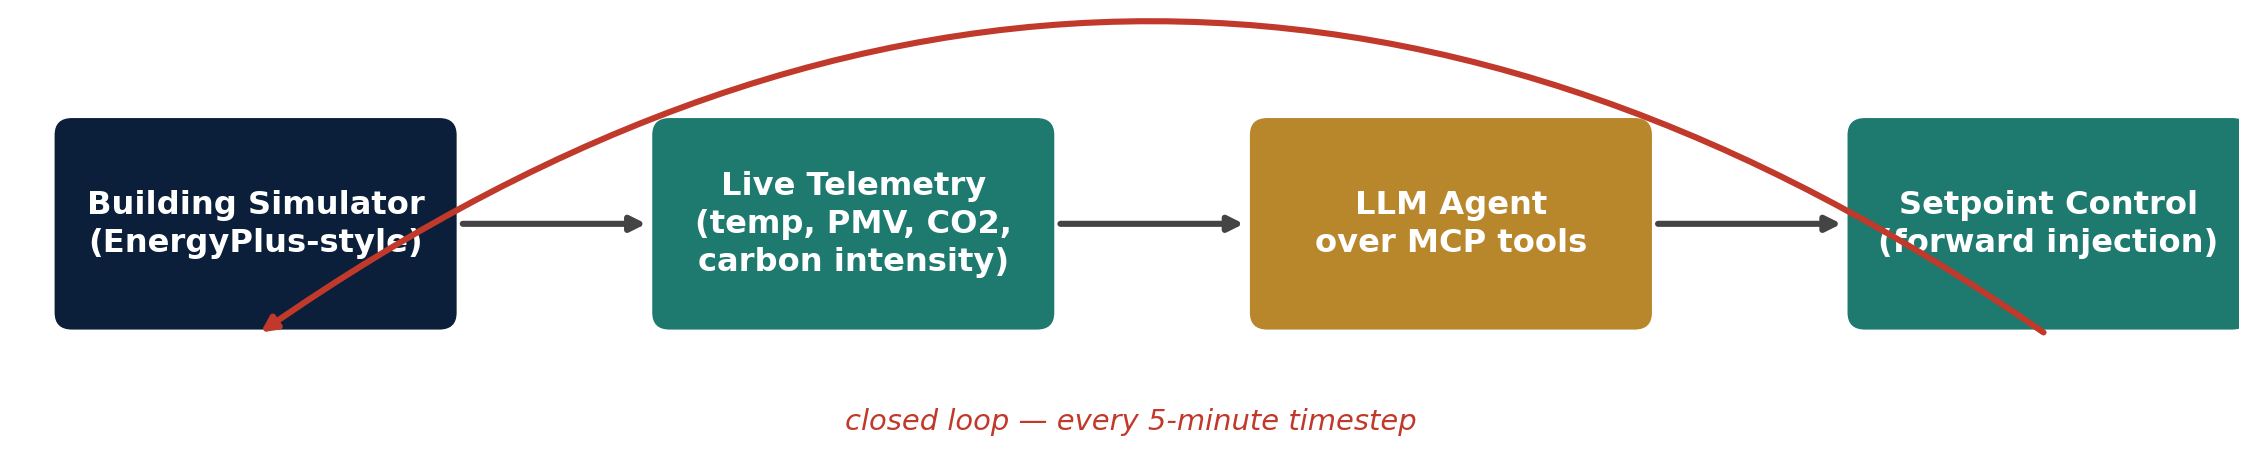 Building Simulator
(EnergyPlus-style)
Live Telemetry
(temp, PMV, CO2,
carbon intensity)
LLM Agent
over MCP tools
Setpoint Control
(forward injection)
closed loop — every 5-minute timestep